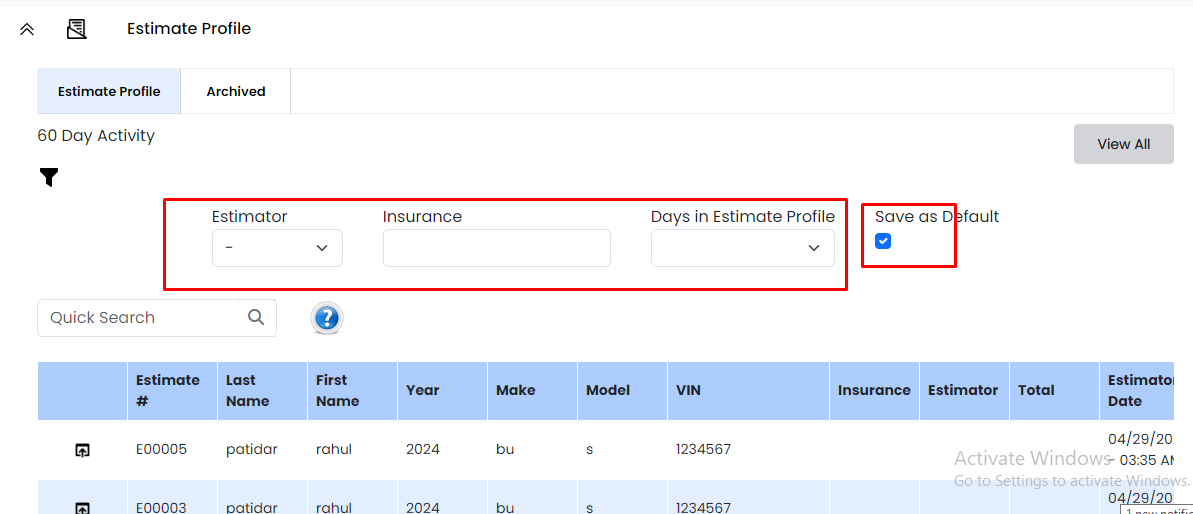 Estimate Profile
Estimate Profile Archived
60 Day Activity
View All
Estimator Insurance Days in Estimate Profile Save as Default
-
Quick Search
?
Estimate # Last Name First Name Year Make Model VIN Insurance Estimator Total Estimator Date
E00005 patidar rahul 2024 bu s 1234567 04/29/20
- 03:35 AM
Activate Windows
Go to Settings to activate Windows.
E00003 patidar rahul 2024 bu s 1234567 04/29/20
1 new